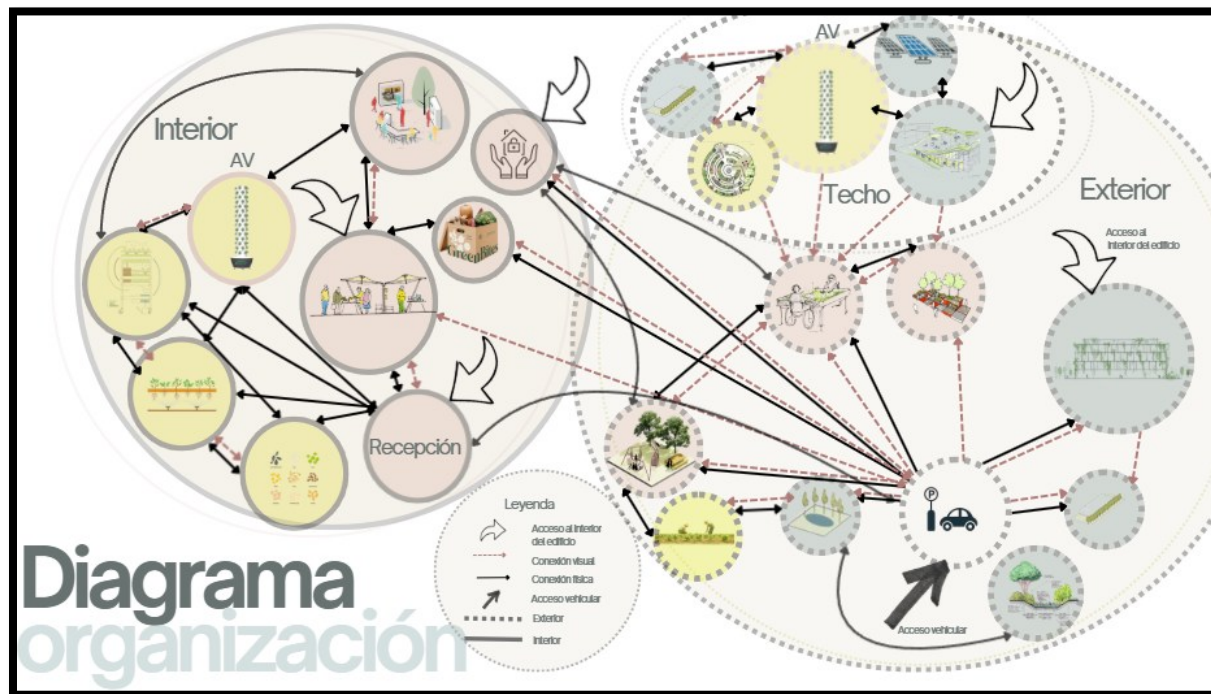 AV
Interior
AV
GreenBites
Techo
Exterior
Acceso al
Interior del edificio
Recepción
P
Leyenda
Acceso al Interior
del edificio
Conexión visual
Conexión física
Acceso vehicular
Exterior
Interior
Acceso vehicular
Diagrama
organización